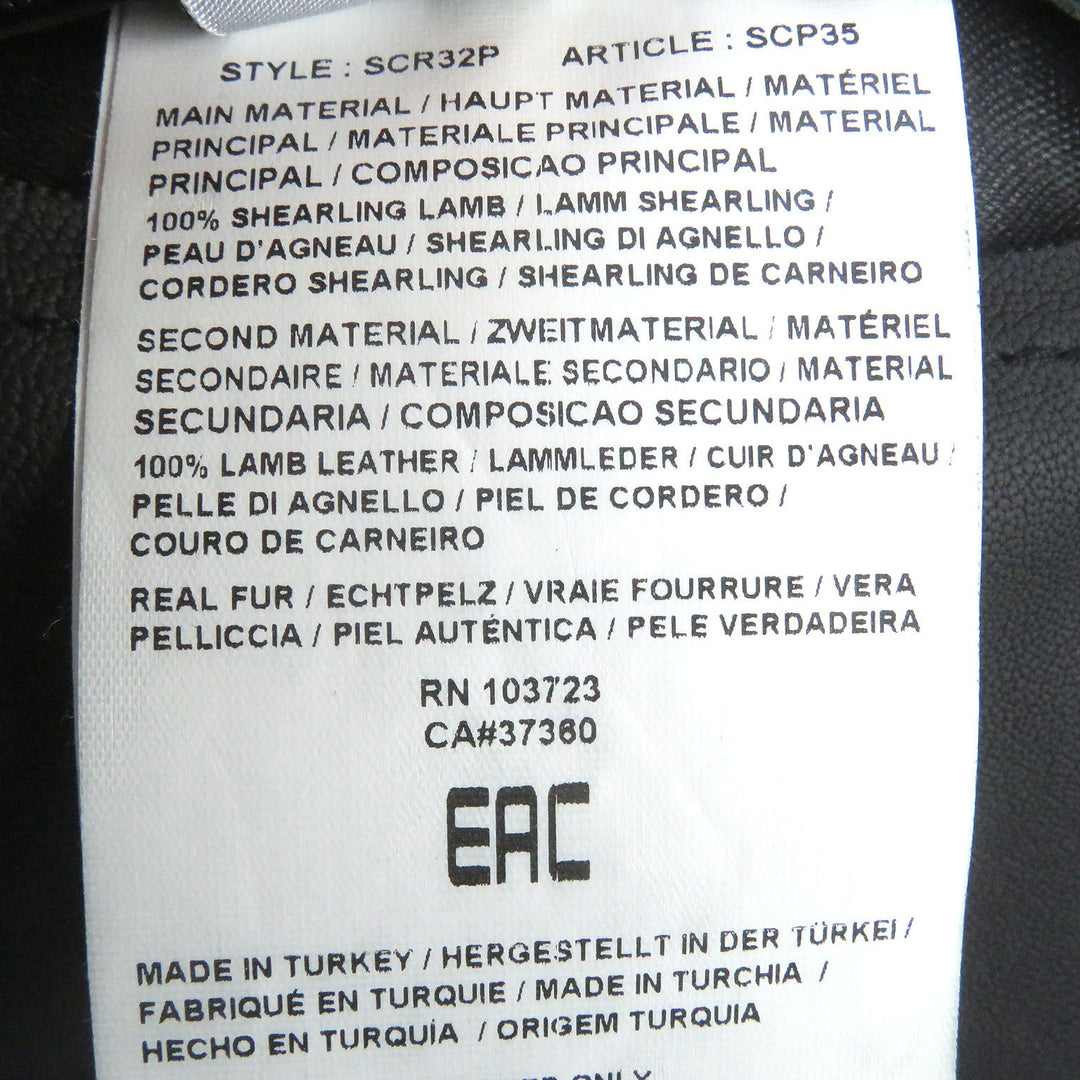 STYLE : SCR32P ARTICLE : SCP35
MAIN MATERIAL / HAUPT MATERIAL / MATÉRIEL
PRINCIPAL / MATERIALE PRINCIPALE / MATERIAL
PRINCIPAL / COMPOSICAO PRINCIPAL
100% SHEARLING LAMB / LAMM SHEARLING /
PEAU D'AGNEAU / SHEARLING DI AGNELLO /
CORDERO SHEARLING / SHEARLING DE CARNEIRO
SECOND MATERIAL / ZWEITMATERIAL / MATÉRIEL
SECONDAIRE / MATERIALE SECONDARIO / MATERIAL
SECUNDARIA / COMPOSICAO SECUNDARIA
100% LAMB LEATHER / LAMMLEDER / CUIR D'AGNEAU /
PELLE DI AGNELLO / PIEL DE CORDERO /
COURO DE CARNEIRO
REAL FUR / ECHTPELZ / VRAIE FOURRURE / VERA
PELLICCIA / PIEL AUTÉNTICA / PELE VERDADEIRA
RN 103723
CA#37360
EAC
MADE IN TURKEY / HERGESTELLT IN DER TÜRKEI /
FABRIQUÉ EN TURQUIE / MADE IN TURCHIA /
HECHO EN TURQUÍA / ORIGEM TURQUIA
ONLY